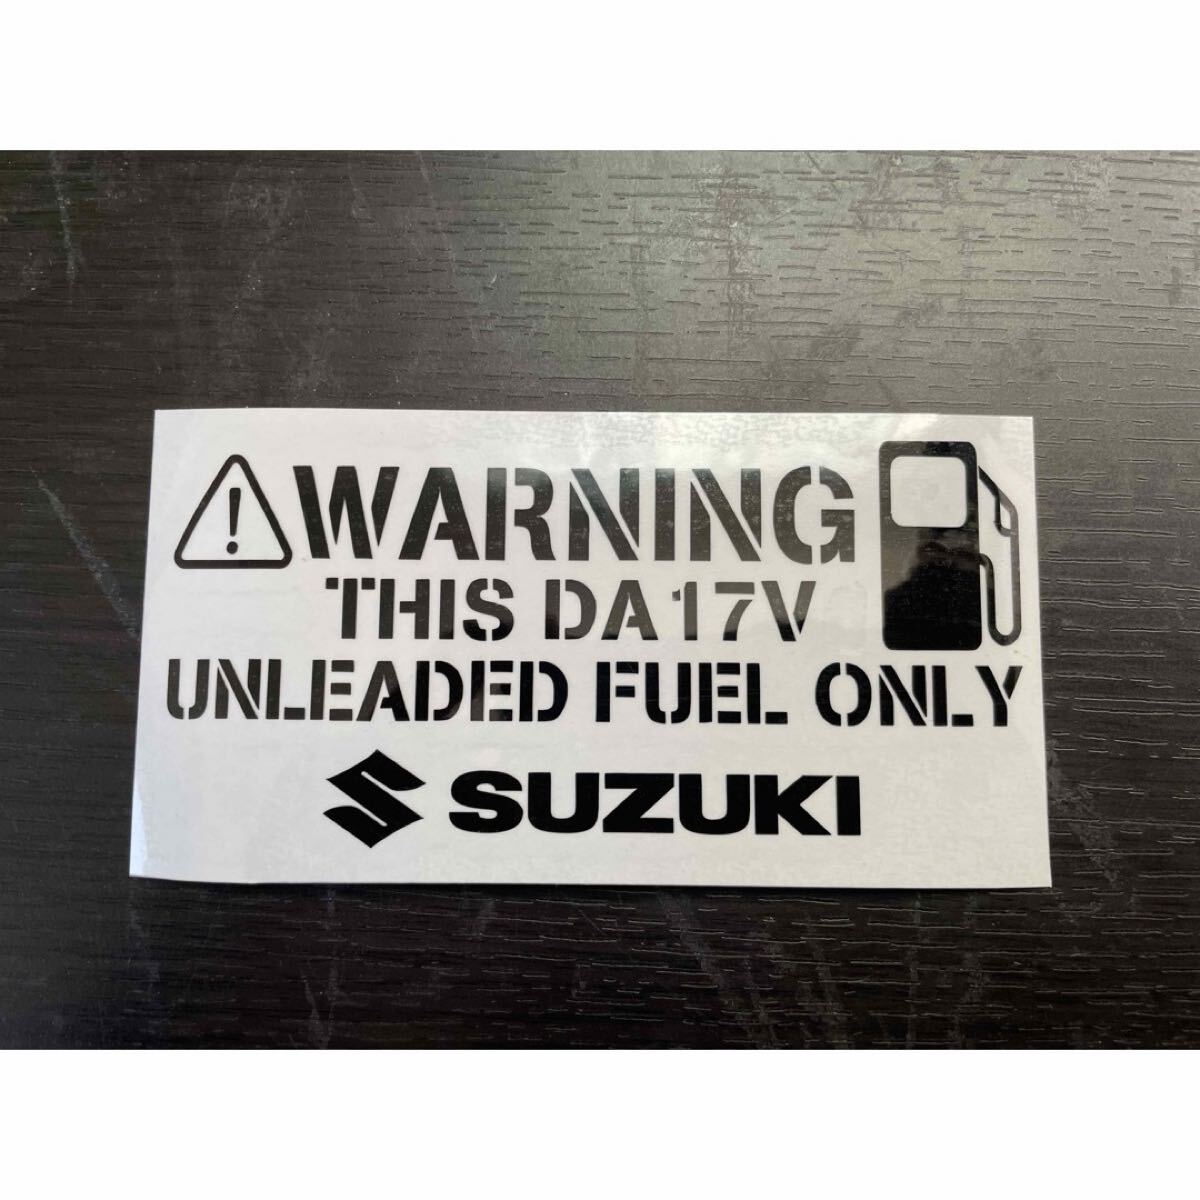 WARNING
THIS DA17V
UNLEADED FUEL ONLY
SUZUKI